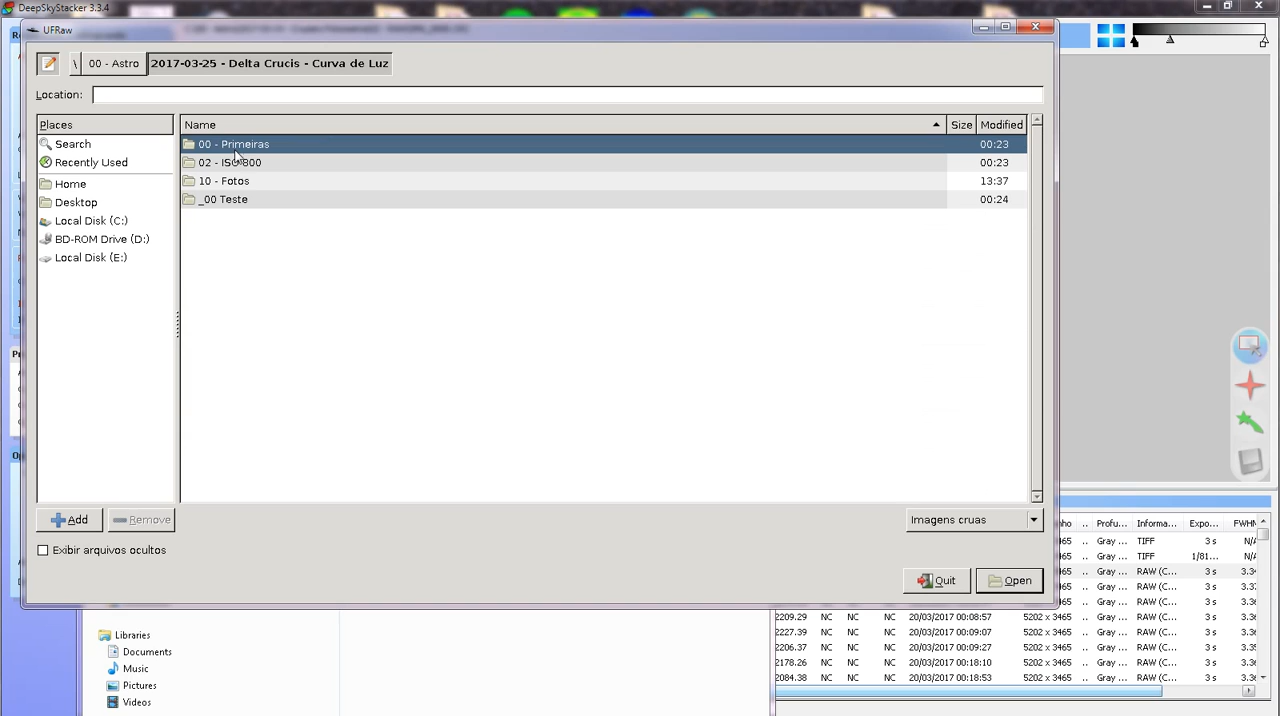 DeepSkyStacker 3.3.4
UFRaw
\ 00 - Astro 2017-03-25 - Delta Crucis - Curva de Luz
Location:
Places
Search
Recently Used
Home
Desktop
Local Disk (C:)
BD-ROM Drive (D:)
Local Disk (E:)
Name Size Modified
00 - Primeiras 00:23
02 - ISO 800 00:23
10 - Fotos 13:37
_00 Teste 00:24
Add Remove
Imagens cruas
Exibir arquivos ocultos
Quit Open
Profu... Informa... Expo...
Gray ... TIFF 3 s
Gray ... TIFF 1/81...
Gray ... RAW (C... 3 s
Gray ... RAW (C... 3 s
Gray ... RAW (C... 3 s
2209.29 NC NC NC 20/03/2017 00:08:57 5202 x 3465 .. Gray ... RAW (C... 3 s
2227.39 NC NC NC 20/03/2017 00:09:07 5202 x 3465 .. Gray ... RAW (C... 3 s
2206.37 NC NC NC 20/03/2017 00:09:27 5202 x 3465 .. Gray ... RAW (C... 3 s
2178.26 NC NC NC 20/03/2017 00:18:10 5202 x 3465 .. Gray ... RAW (C... 3 s
2084.38 NC NC NC 20/03/2017 00:18:53 5202 x 3465 .. Gray ... RAW (C... 3 s
Libraries
Documents
Music
Pictures
Videos